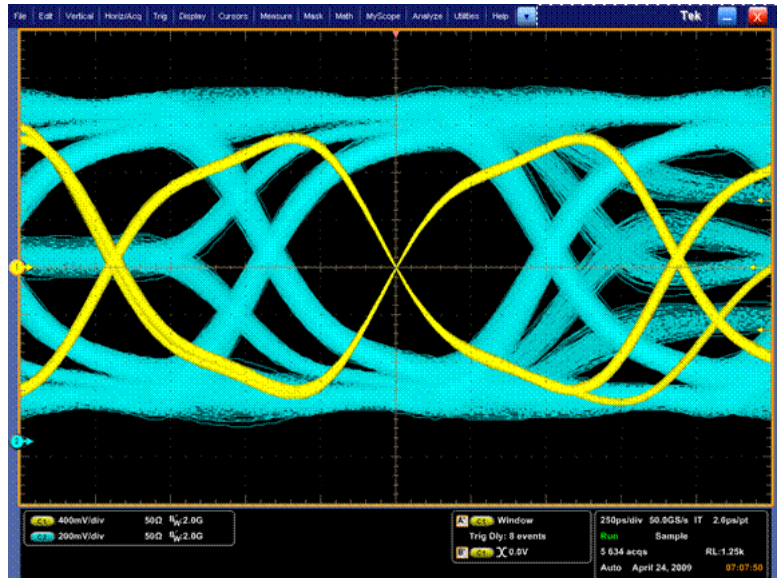 File Edit Vertical Horiz/Acq Trig Display Cursors Measure Mask Math MyScope Analyze Utilities Help Tek X
1
2
C1 400mV/div 50Ω BW:2.0G
C2 200mV/div 50Ω BW:2.0G
A' C1 Window
Trig Dly: 8 events
B' C1 0.0V
250ps/div 50.0GS/s IT 2.0ps/pt
Run Sample
5 634 acqs RL:1.25k
Auto April 24, 2009 07:07:50